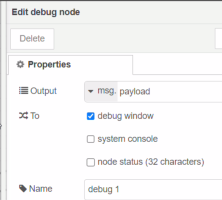 Edit debug node
Delete
Properties
Output msg. payload
To debug window
system console
node status (32 characters)
Name debug 1